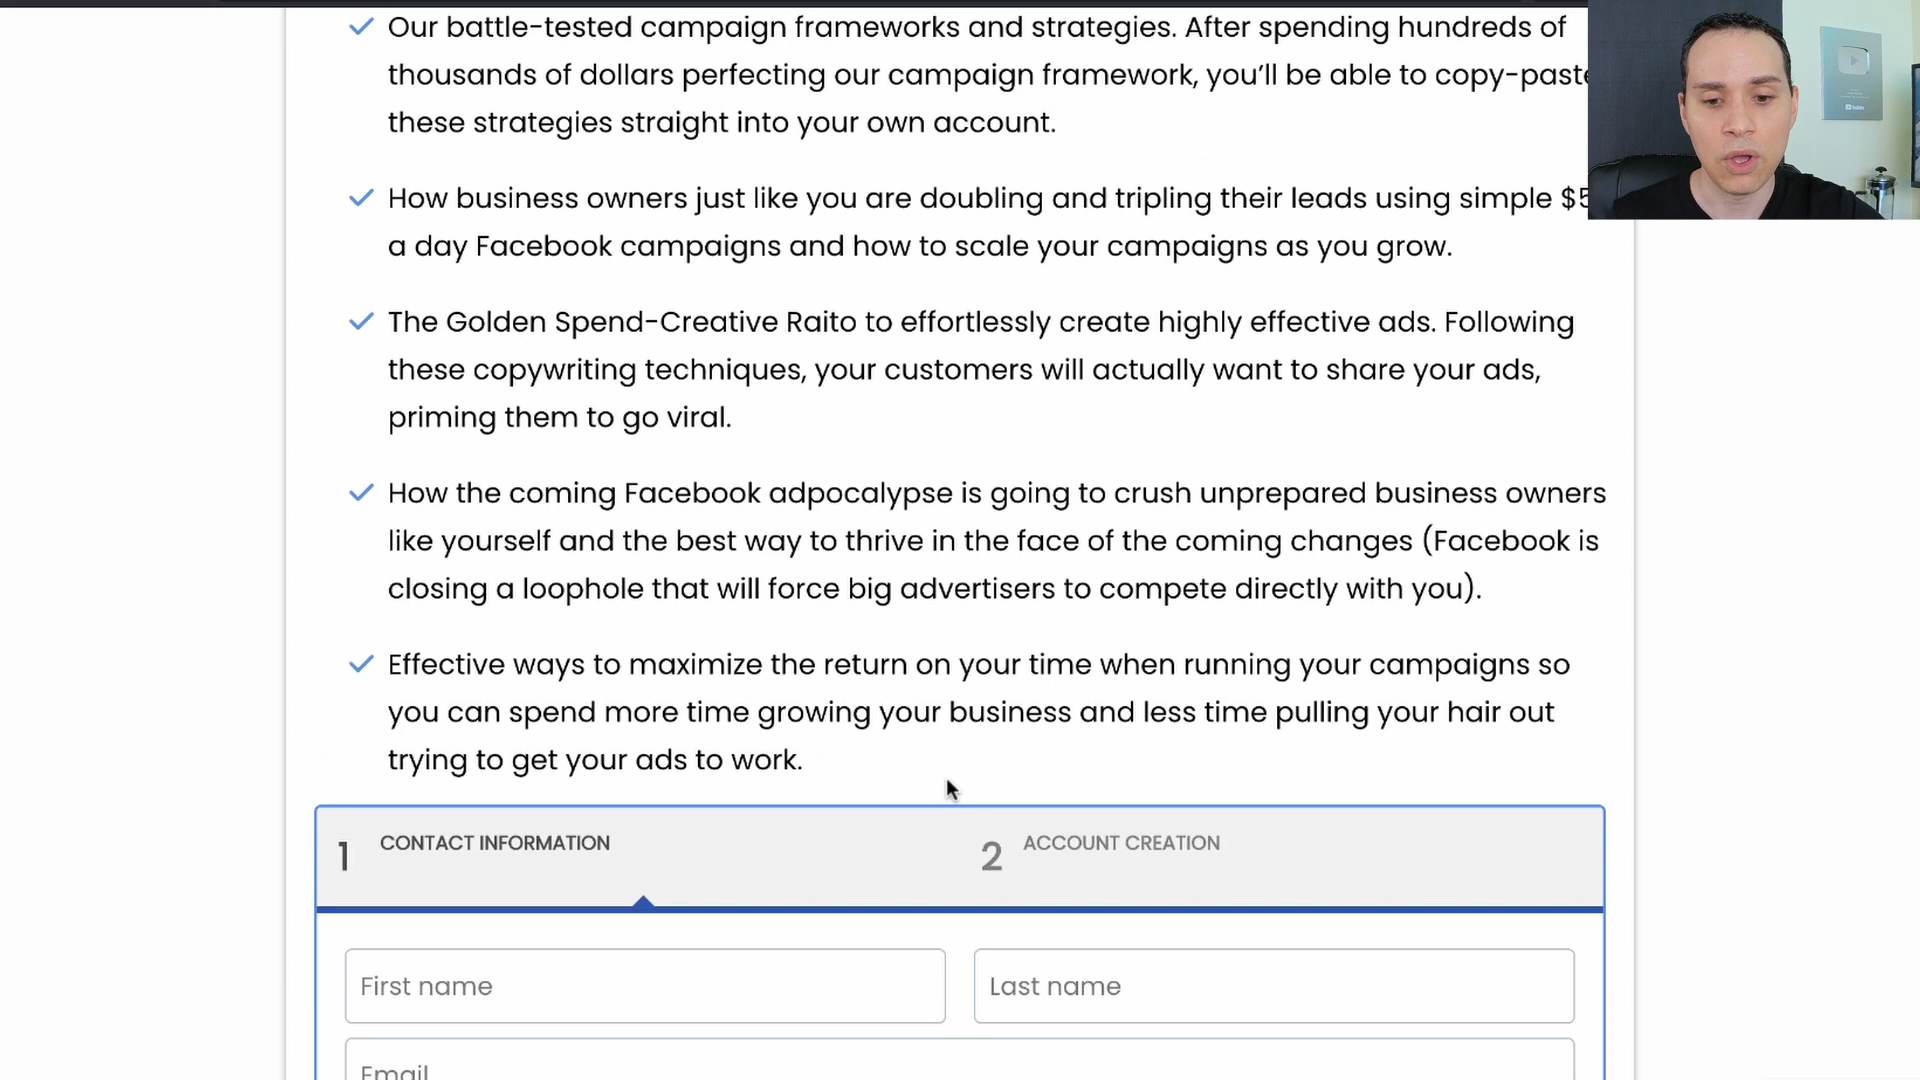 Our battle-tested campaign frameworks and strategies. After spending hundreds of
thousands of dollars perfecting our campaign framework, you'll be able to copy-paste
these strategies straight into your own account.
How business owners just like you are doubling and tripling their leads using simple $5
a day Facebook campaigns and how to scale your campaigns as you grow.
The Golden Spend-Creative Raito to effortlessly create highly effective ads. Following
these copywriting techniques, your customers will actually want to share your ads,
priming them to go viral.
How the coming Facebook adpocalypse is going to crush unprepared business owners
like yourself and the best way to thrive in the face of the coming changes (Facebook is
closing a loophole that will force big advertisers to compete directly with you).
Effective ways to maximize the return on your time when running your campaigns so
you can spend more time growing your business and less time pulling your hair out
trying to get your ads to work.
1 CONTACT INFORMATION
2 ACCOUNT CREATION
First name
Last name
Email